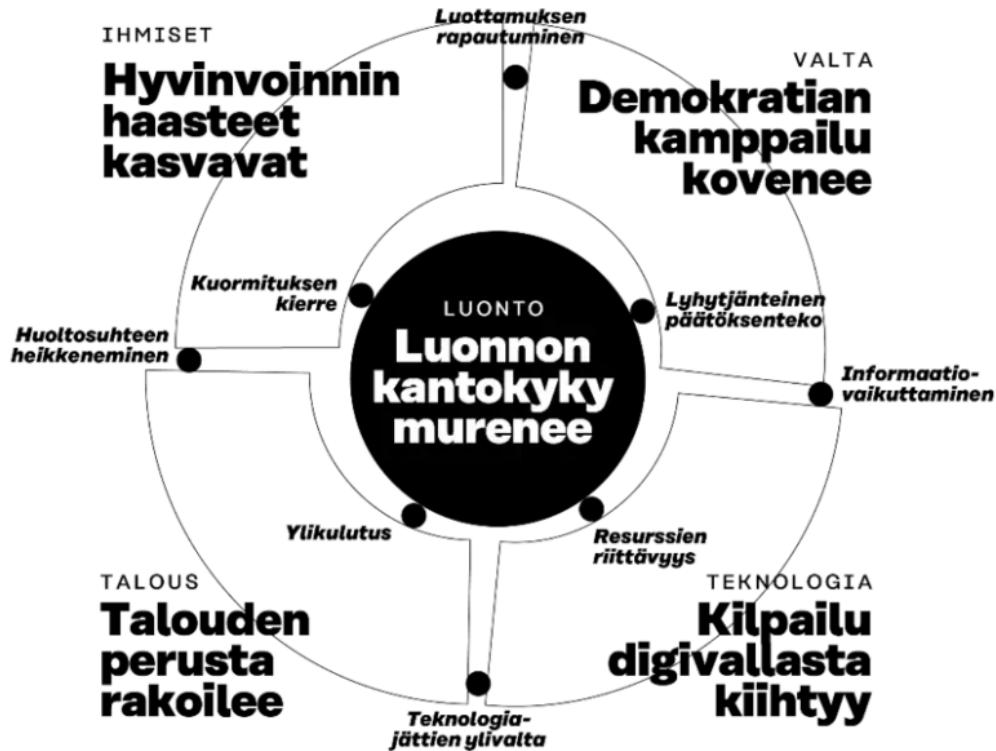 Luottamuksen
rapautuminen
IHMISET
Hyvinvoinnin
haasteet
kasvavat
VALTA
Demokratian
kamppailu
kovenee
Kuormituksen
kierre
Lyhytjänteinen
päätöksenteko
Huoltosuhteen
heikkeneminen
LUONTO
Luonnon
kantokyky
murenee
Informaatio-
vaikuttaminen
Ylikulutus
Resurssien
riittävyys
TALOUS
Talouden
perusta
rakoilee
TEKNOLOGIA
Kilpailu
digivallasta
kiihtyy
Teknologia-
jättien ylivalta